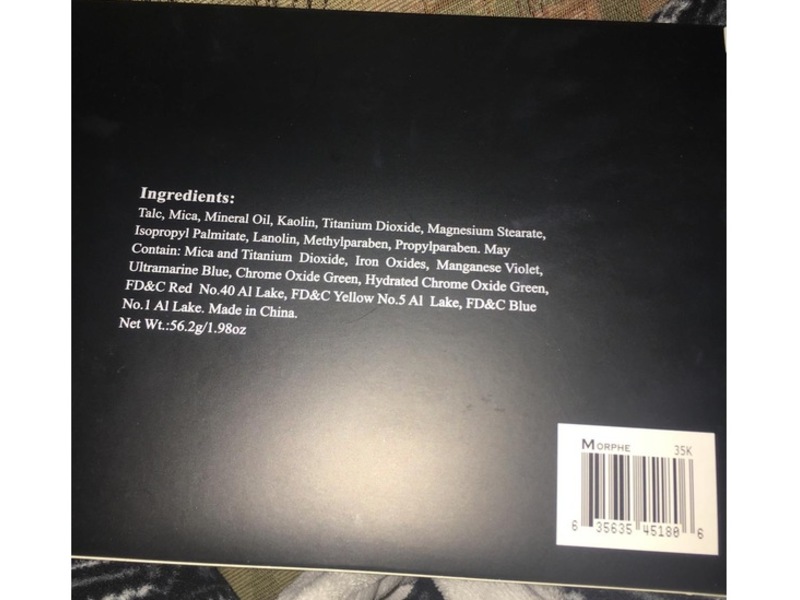 Ingredients:
Talc, Mica, Mineral Oil, Kaolin, Titanium Dioxide, Magnesium Stearate,
Isopropyl Palmitate, Lanolin, Methylparaben, Propylparaben. May
Contain: Mica and Titanium Dioxide, Iron Oxides, Manganese Violet,
Ultramarine Blue, Chrome Oxide Green, Hydrated Chrome Oxide Green,
FD&C Red No.40 Al Lake, FD&C Yellow No.5 Al Lake, FD&C Blue
No.1 Al Lake. Made in China.
Net Wt.:56.2g/1.98oz
MORPHE 35K
6 35635 45180 6